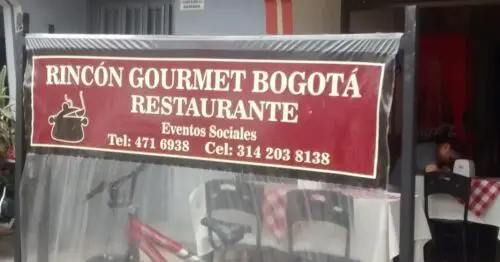 RINCÓN GOURMET BOGOTÁ
RESTAURANTE
Eventos Sociales
Tel: 471 6938 Cel: 314 203 8138